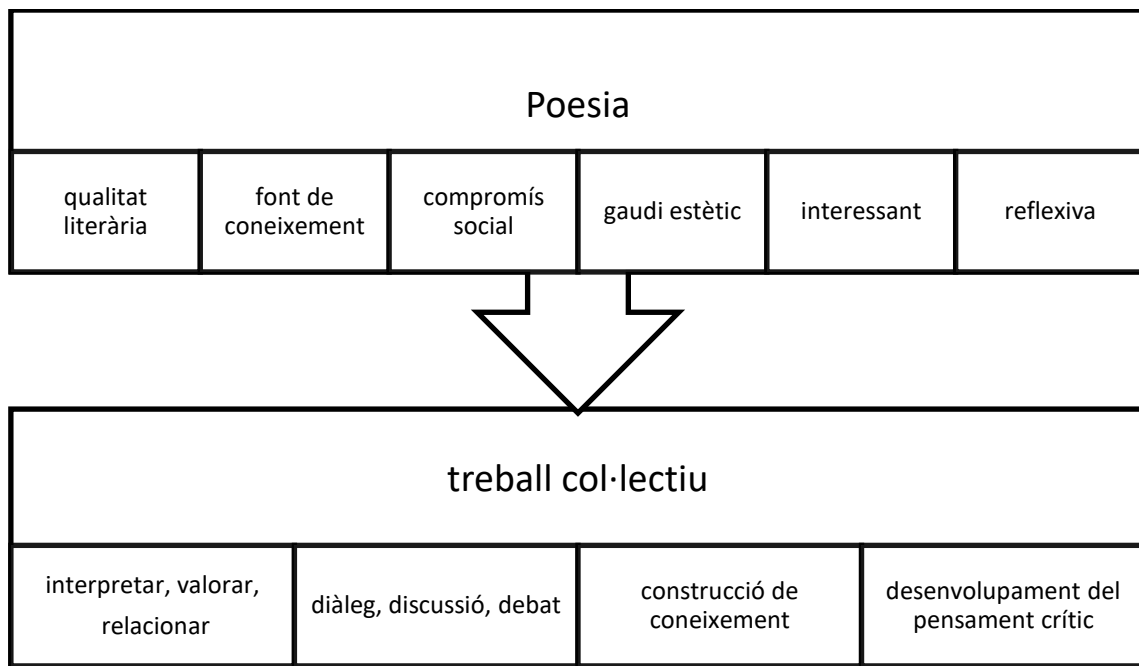 Poesia
qualitat
literària
font de
coneixement
compromís
social
gaudi estètic
interessant
reflexiva
treball col·lectiu
interpretar, valorar,
relacionar
diàleg, discussió, debat
construcció de
coneixement
desenvolupament del
pensament crític